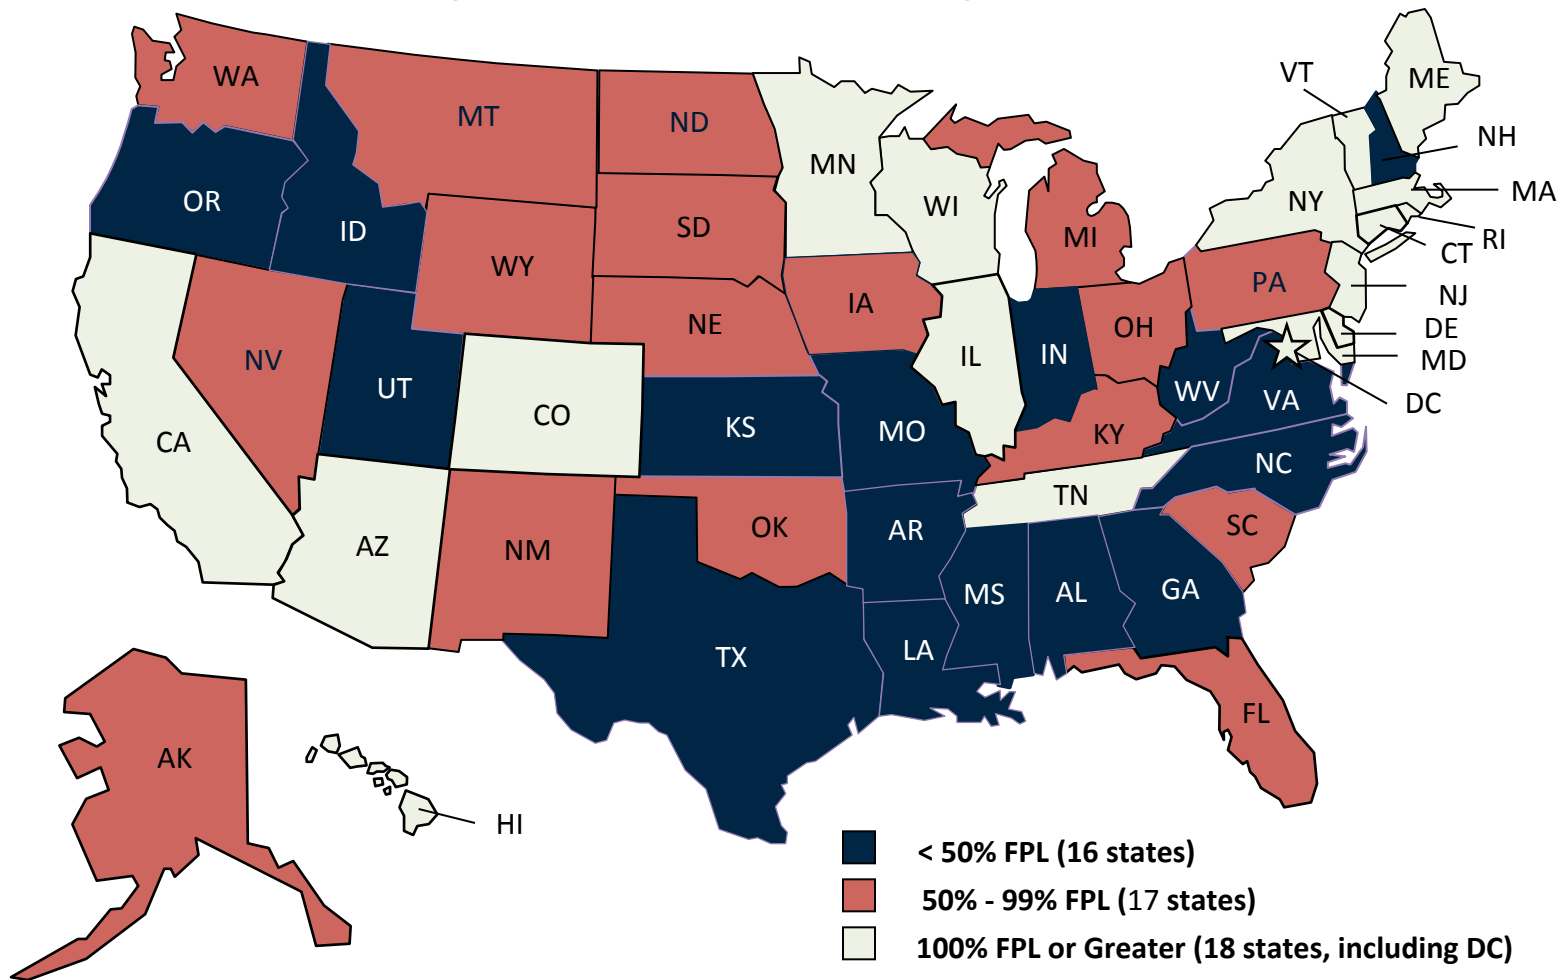 WA
MT
ND
MN
VT
ME
NH
OR
ID
SD
WI
NY
MA
MI
RI
CT
WY
IA
NE
PA
NJ
NV
UT
CO
IL
IN
OH
DE
MD
DC
CA
KS
MO
WV
VA
KY
NC
TN
AZ
NM
OK
AR
SC
MS
AL
GA
TX
LA
FL
AK
HI
< 50% FPL (16 states)
50% - 99% FPL (17 states)
100% FPL or Greater (18 states, including DC)